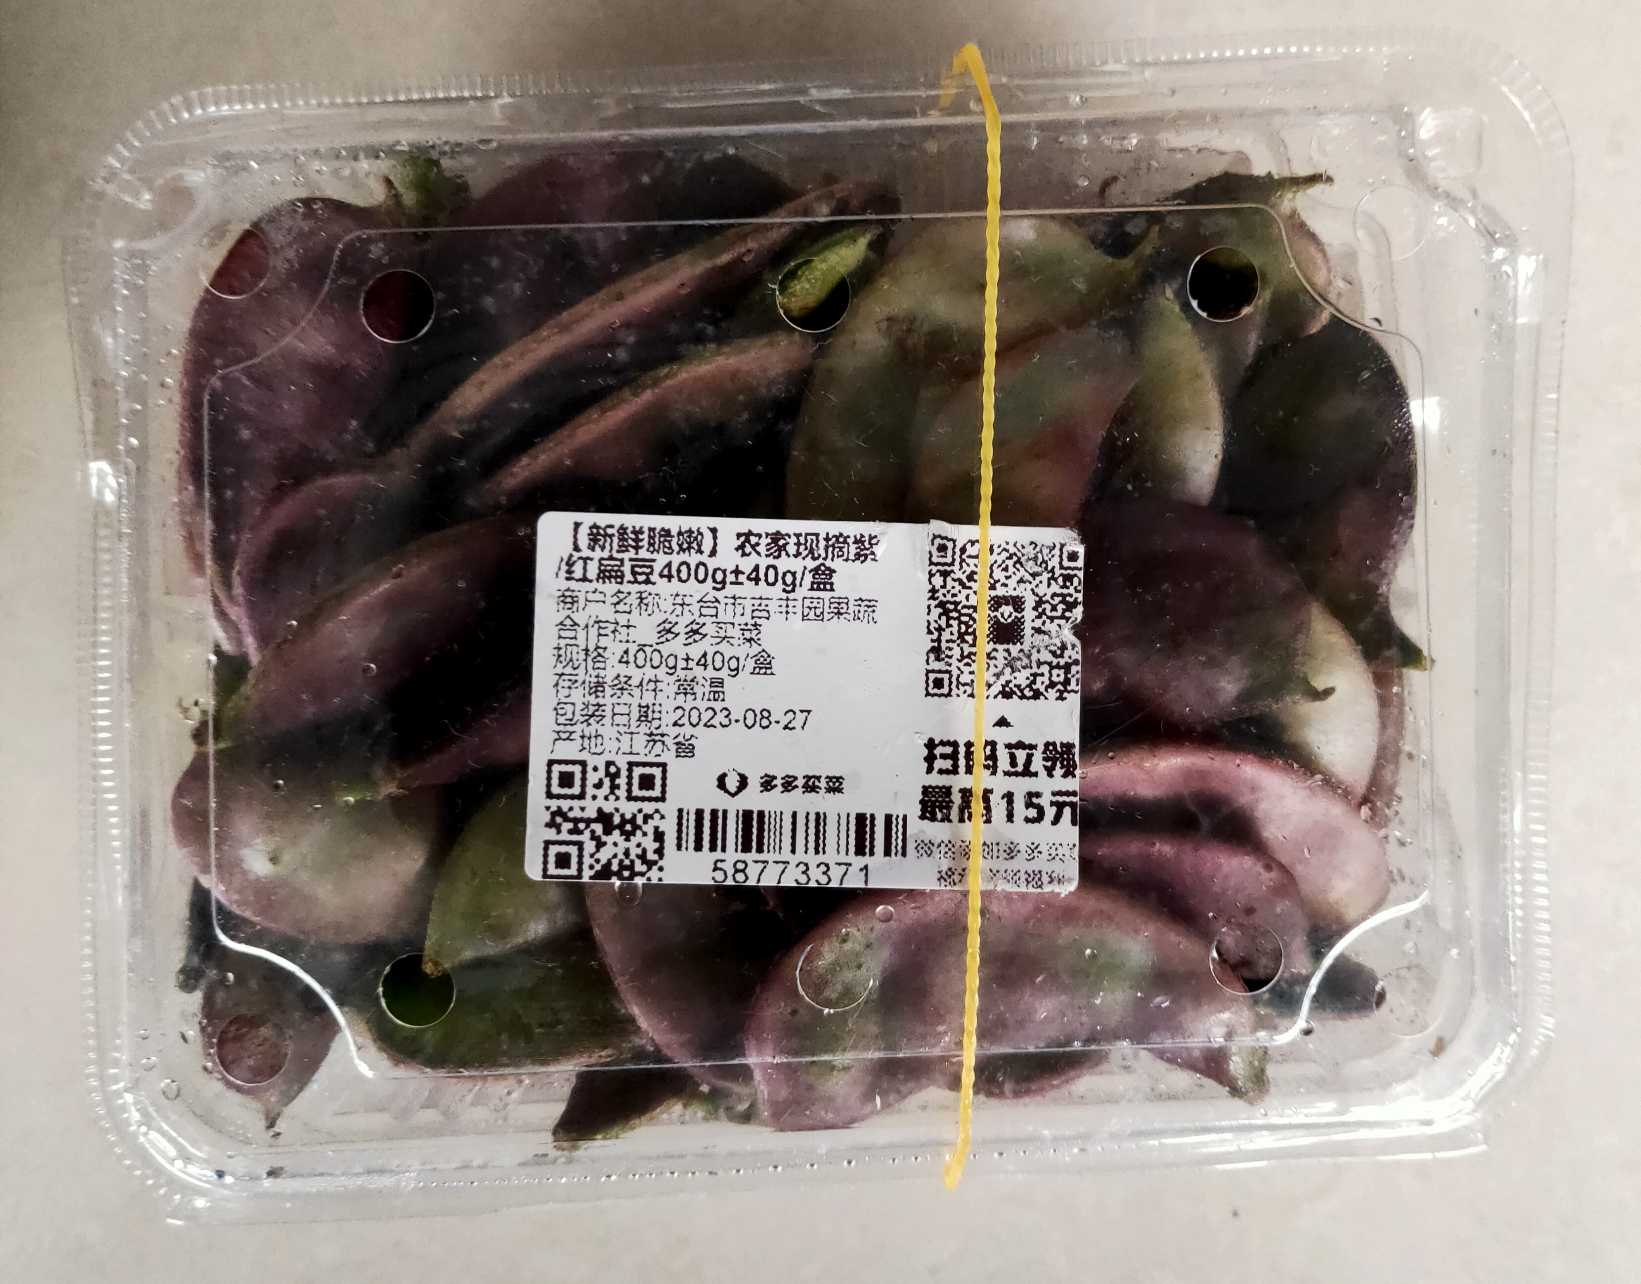 【新鲜脆嫩】农家现摘紫
/红扁豆400g±40g/盒
商户名称:东台市吉丰园果蔬
合作社_多多买菜
规格:400g±40g/盒
存储条件:常温
包装日期:2023-08-27
产地:江苏省
多多买菜
58773371
扫码立领
最高15元